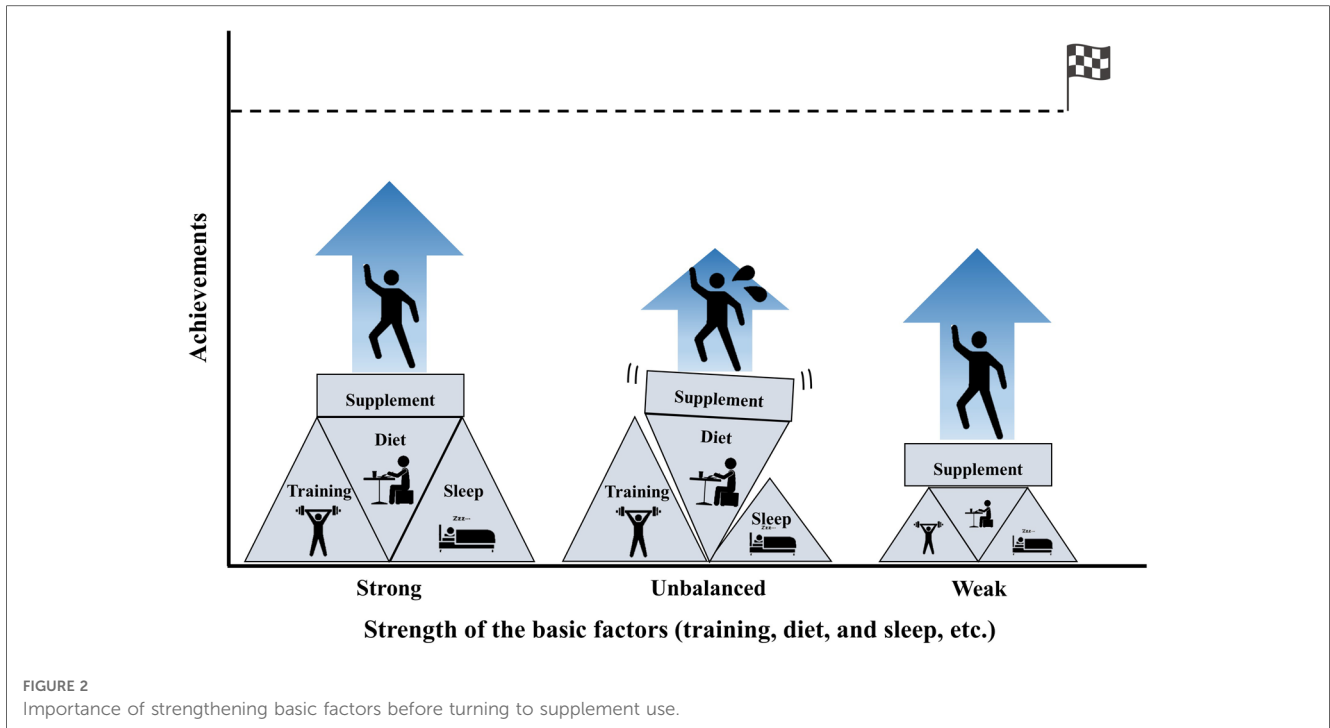 Achievements
Supplement
Diet
Training
Sleep
Zzz--
Supplement
Diet
Training
Sleep
Zzz--
Supplement
Zzz--
Strong
Unbalanced
Weak
Strength of the basic factors (training, diet, and sleep, etc.)
FIGURE 2
Importance of strengthening basic factors before turning to supplement use.